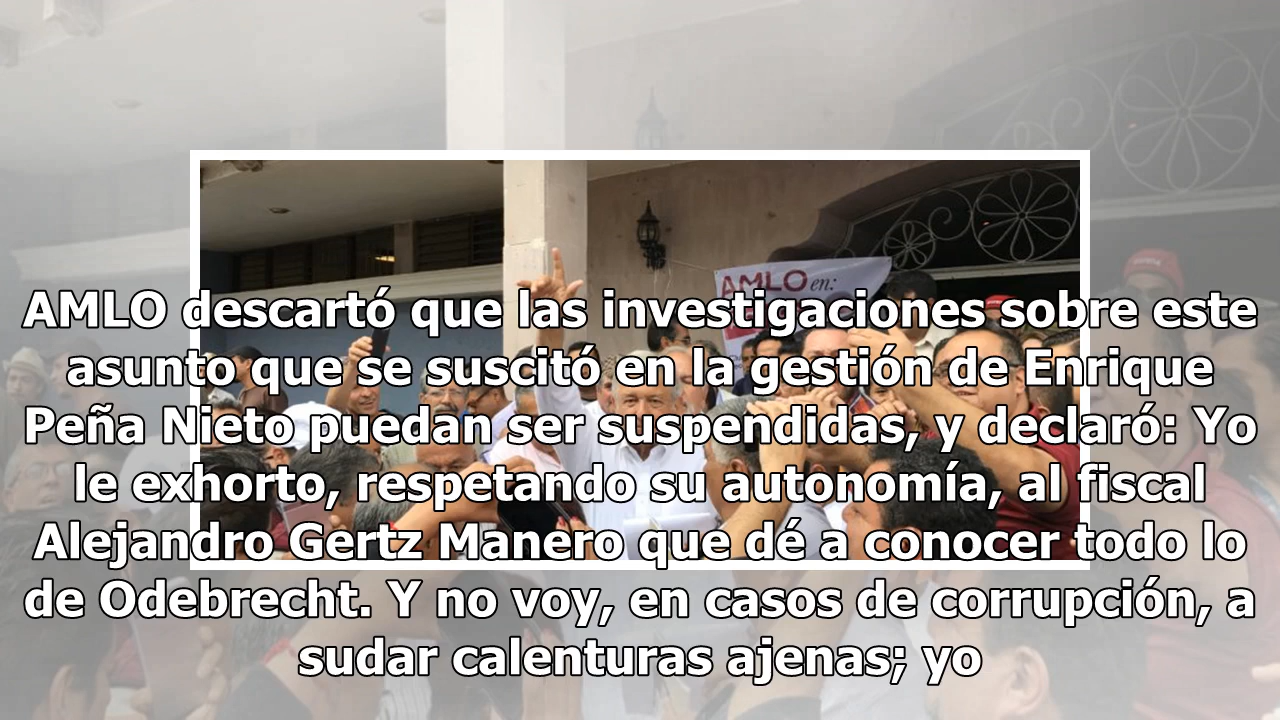 AMLO en:
AMLO descartó que las investigaciones sobre este
asunto que se suscitó en la gestión de Enrique
Peña Nieto puedan ser suspendidas, y declaró: Yo
le exhorto, respetando su autonomía, al fiscal
Alejandro Gertz Manero que dé a conocer todo lo
de Odebrecht. Y no voy, en casos de corrupción, a
sudar calenturas ajenas; yo